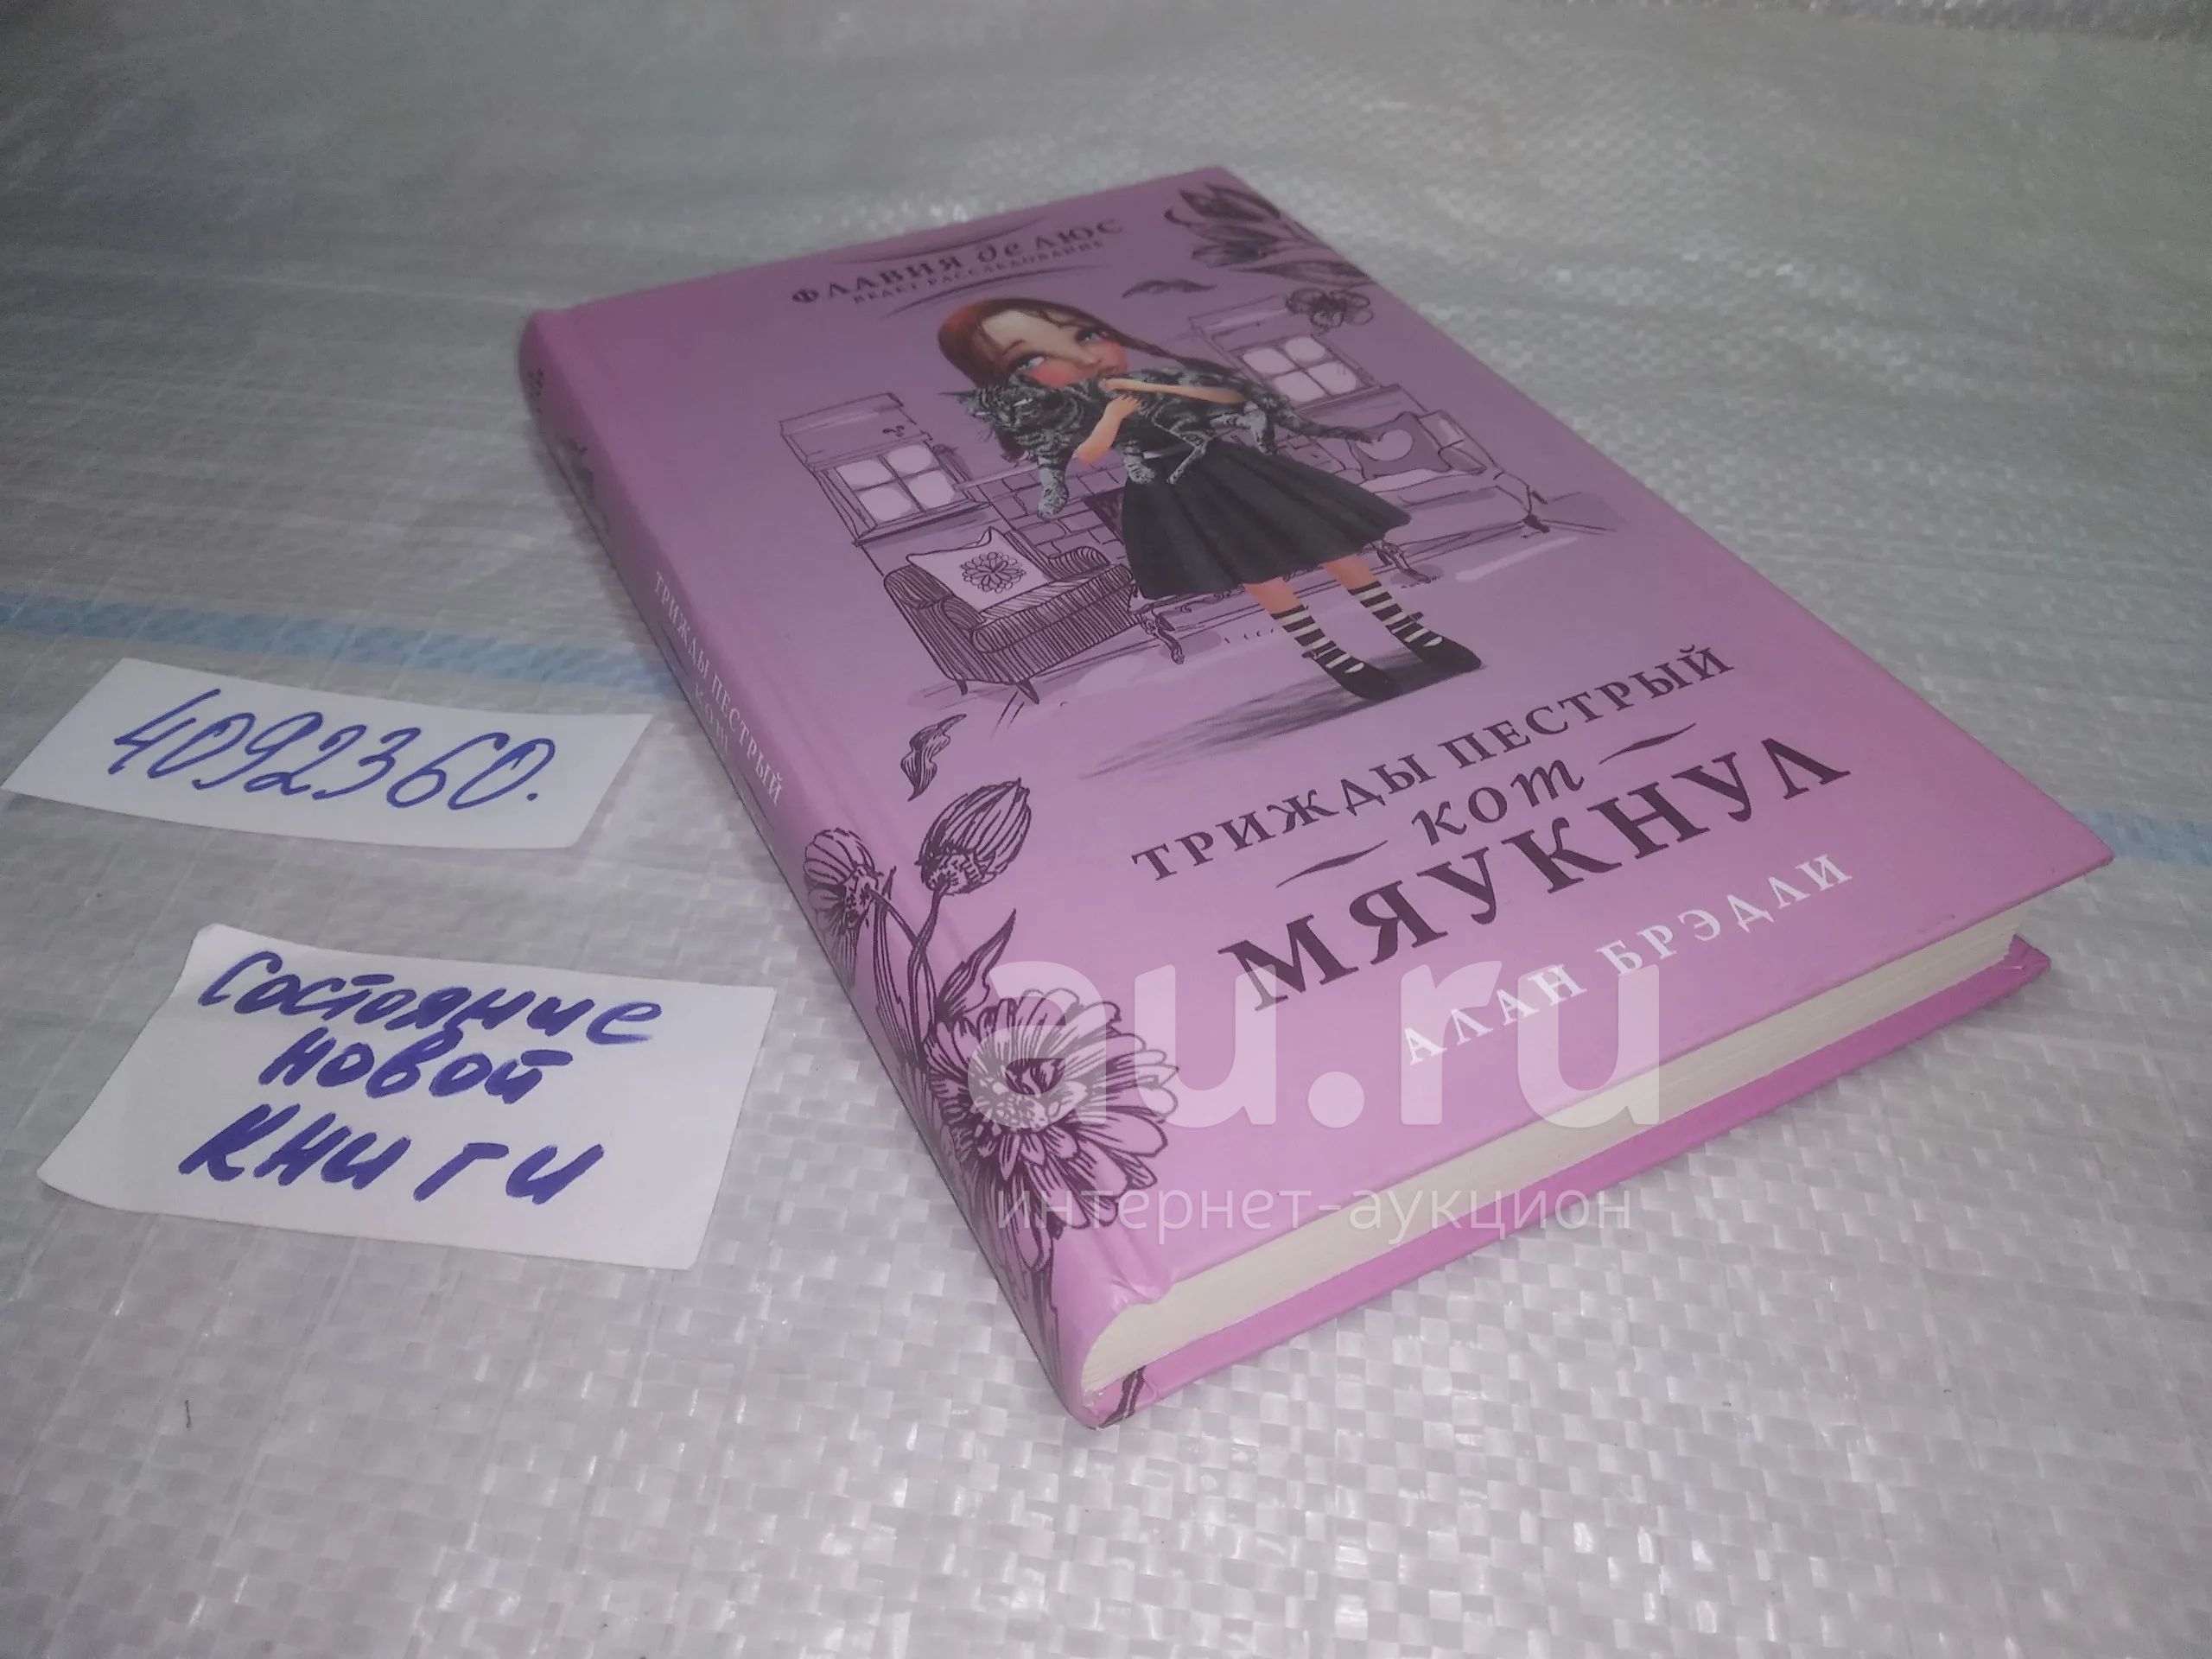 ФЛАВИЯ де ЛЮС
ВЕДЕТ РАССЛЕДОВАНИЕ
ТРИЖДЫ ПЕСТРЫЙ
кот
МЯУКНУЛ
АЛАН БРЭДЛИ
ТРИЖДЫ ПЕСТРЫЙ
КОТ
4092360.
Состояние
новой
книги
au.ru
интернет-аукцион